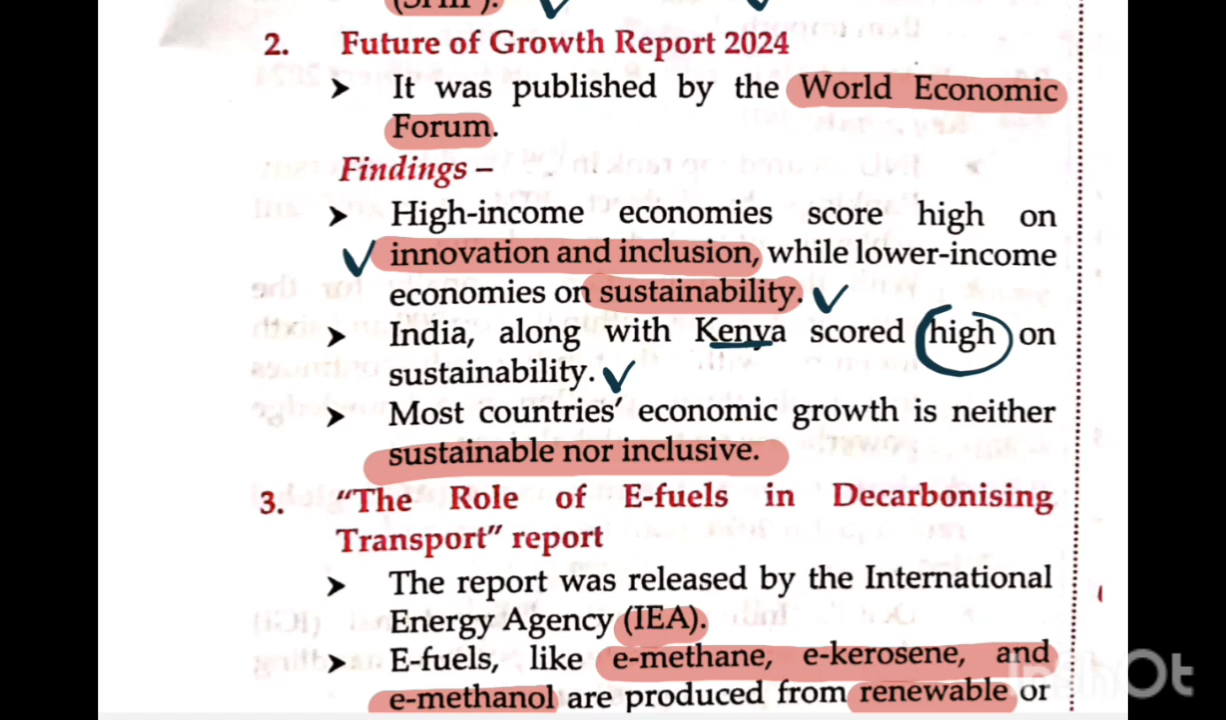 2. Future of Growth Report 2024
➤ It was published by the World Economic
Forum.
Findings –
➤ High-income economies score high on
innovation and inclusion, while lower-income
economies on sustainability.
➤ India, along with Kenya scored high on
sustainability.
➤ Most countries' economic growth is neither
sustainable nor inclusive.
3. "The Role of E-fuels in Decarbonising
Transport" report
➤ The report was released by the International
Energy Agency (IEA).
➤ E-fuels, like e-methane, e-kerosene, and
e-methanol are produced from renewable or